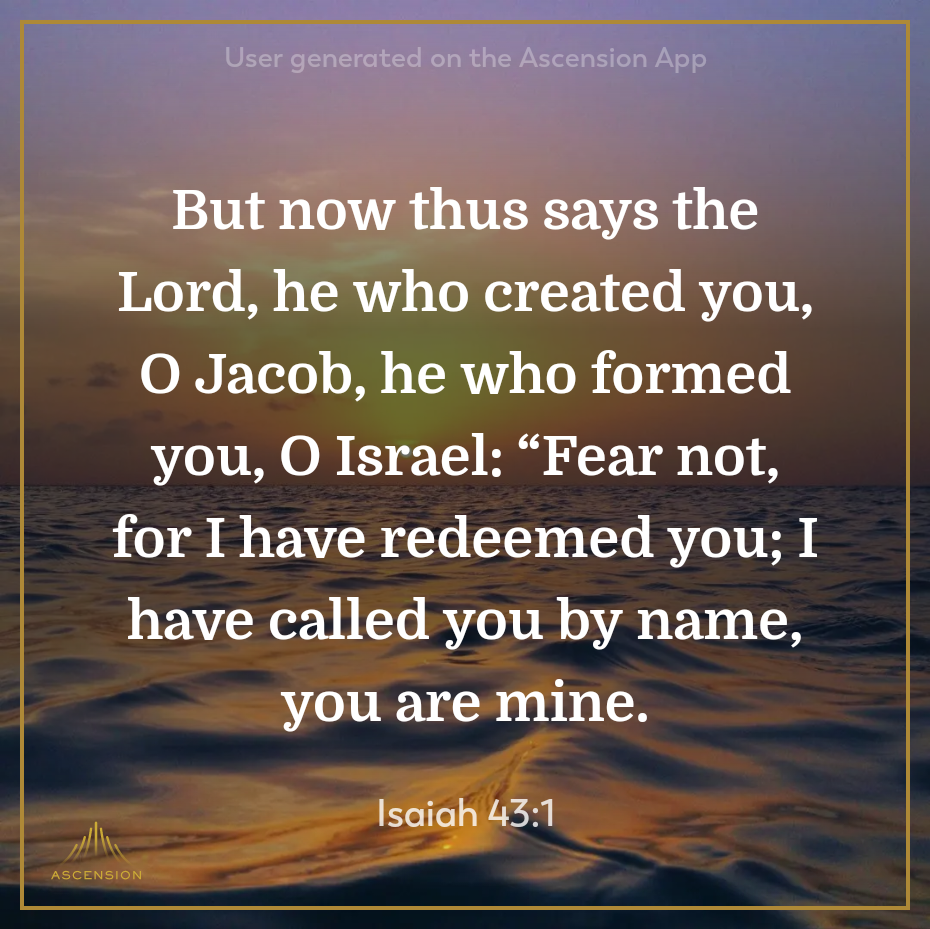 User generated on the Ascension App
But now thus says the
Lord, he who created you,
O Jacob, he who formed
you, O Israel: “Fear not,
for I have redeemed you; I
have called you by name,
you are mine.
Isaiah 43:1
ASCENSION